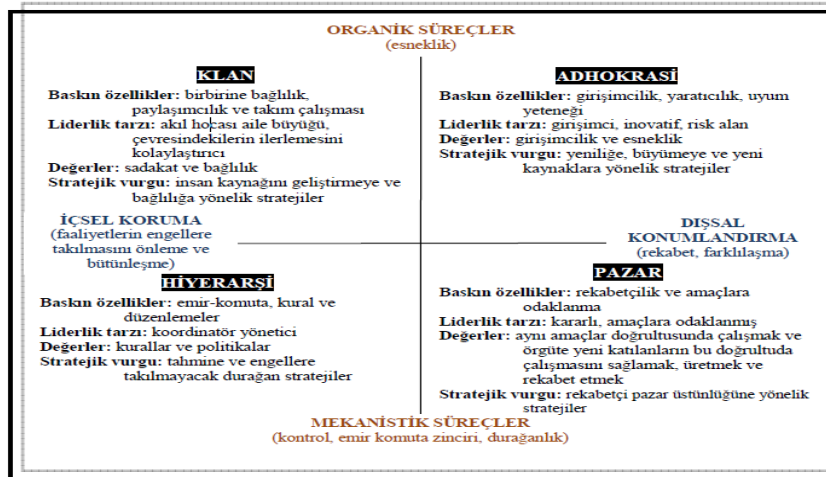 ORGANİK SÜREÇLER
(esneklik)
KLAN
Baskın özellikler: birbirine bağlılık,
paylaşımcılık ve takım çalışması
Liderlik tarzı: akıl hocası aile büyüğü,
çevresindekilerin ilerlemesini
kolaylaştırıcı
Değerler: sadakat ve bağlılık
Stratejik vurgu: insan kaynağını geliştirmeye ve
bağlılığa yönelik stratejiler
ADHOKRASİ
Baskın özellikler: girişimcilik, yaratıcılık, uyum
yeteneği
Liderlik tarzı: girişimci, inovatif, risk alan
Değerler: girişimcilik ve esneklik
Stratejik vurgu: yeniliğe, büyümeye ve yeni
kaynaklara yönelik stratejiler
İÇSEL KORUMA
(faaliyetlerin engellere
takılmasını önleme ve
bütünleşme)
DIŞSAL
KONUMLANDIRMA
(rekabet, farklılaşma)
HİYERARŞİ
Baskın özellikler: emir-komuta, kural ve
düzenlemeler
Liderlik tarzı: koordinatör yönetici
Değerler: kurallar ve politikalar
Stratejik vurgu: tahmine ve engellere
takılmayacak durağan stratejiler
PAZAR
Baskın özellikler: rekabetçilik ve amaçlara
odaklanma
Liderlik tarzı: kararlı, amaçlara odaklanmış
Değerler: aynı amaçlar doğrultusunda çalışmak ve
örgüte yeni katılanların bu doğrultuda
çalışmasını sağlamak, üretmek ve
rekabet etmek
Stratejik vurgu: rekabetçi pazar üstünlüğüne yönelik
stratejiler
MEKANİSTİK SÜREÇLER
(kontrol, emir komuta zinciri, durağanlık)